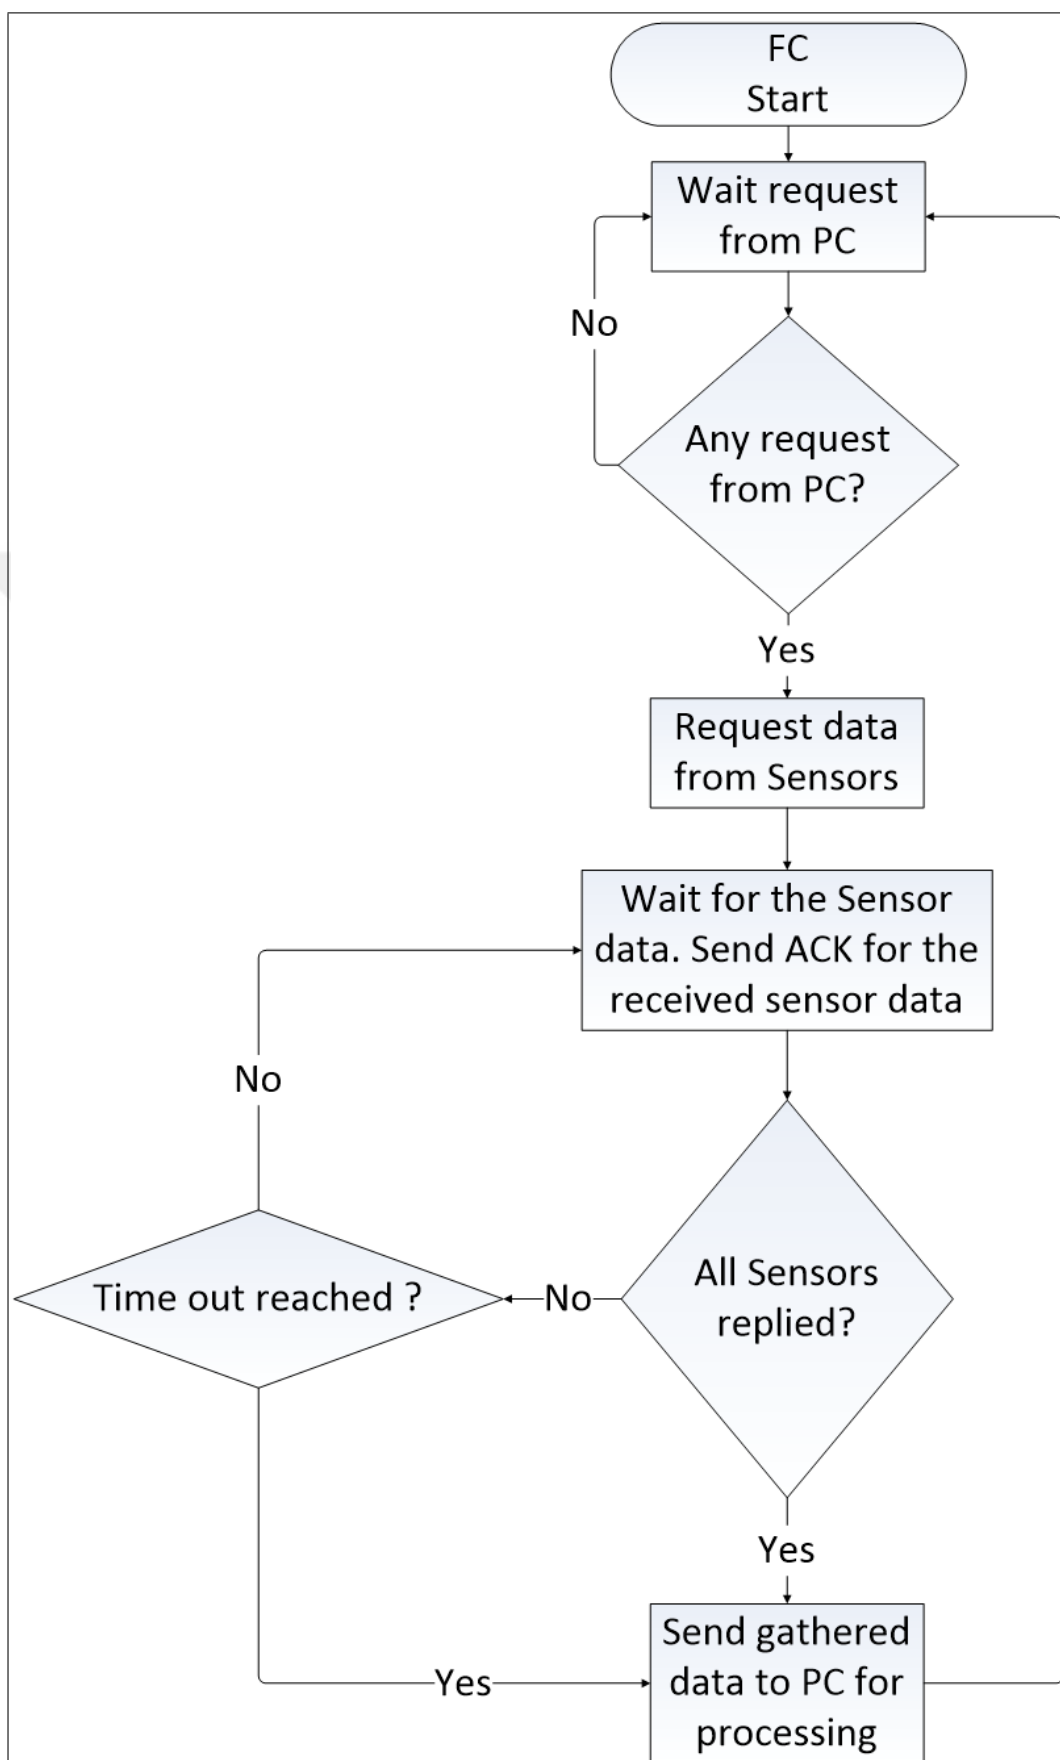 FC
Start
Wait request
from PC
No
Any request
from PC?
Yes
Request data
from Sensors
Wait for the Sensor
data. Send ACK for the
received sensor data
No
Time out reached ?
No
All Sensors
replied?
Yes
Yes
Send gathered
data to PC for
processing